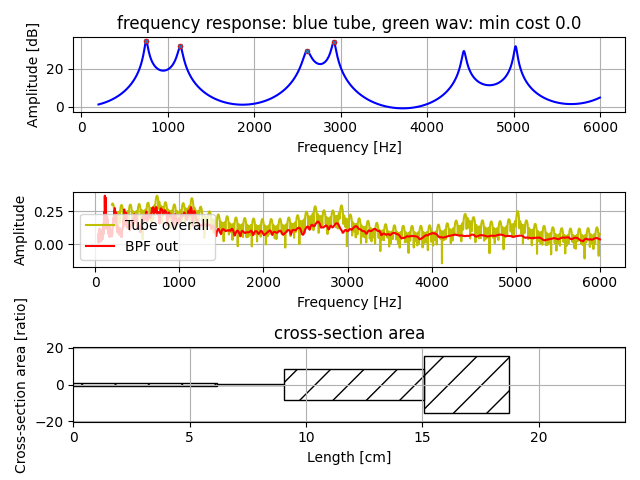 frequency response: blue tube, green wav: min cost 0.0
Amplitude [dB]
20
0
0 1000 2000 3000 4000 5000 6000
Frequency [Hz]
Amplitude
0.25
0.00
Tube overall
BPF out
0 1000 2000 3000 4000 5000 6000
Frequency [Hz]
cross-section area
Cross-section area [ratio]
20
0
−20
0 5 10 15 20
Length [cm]